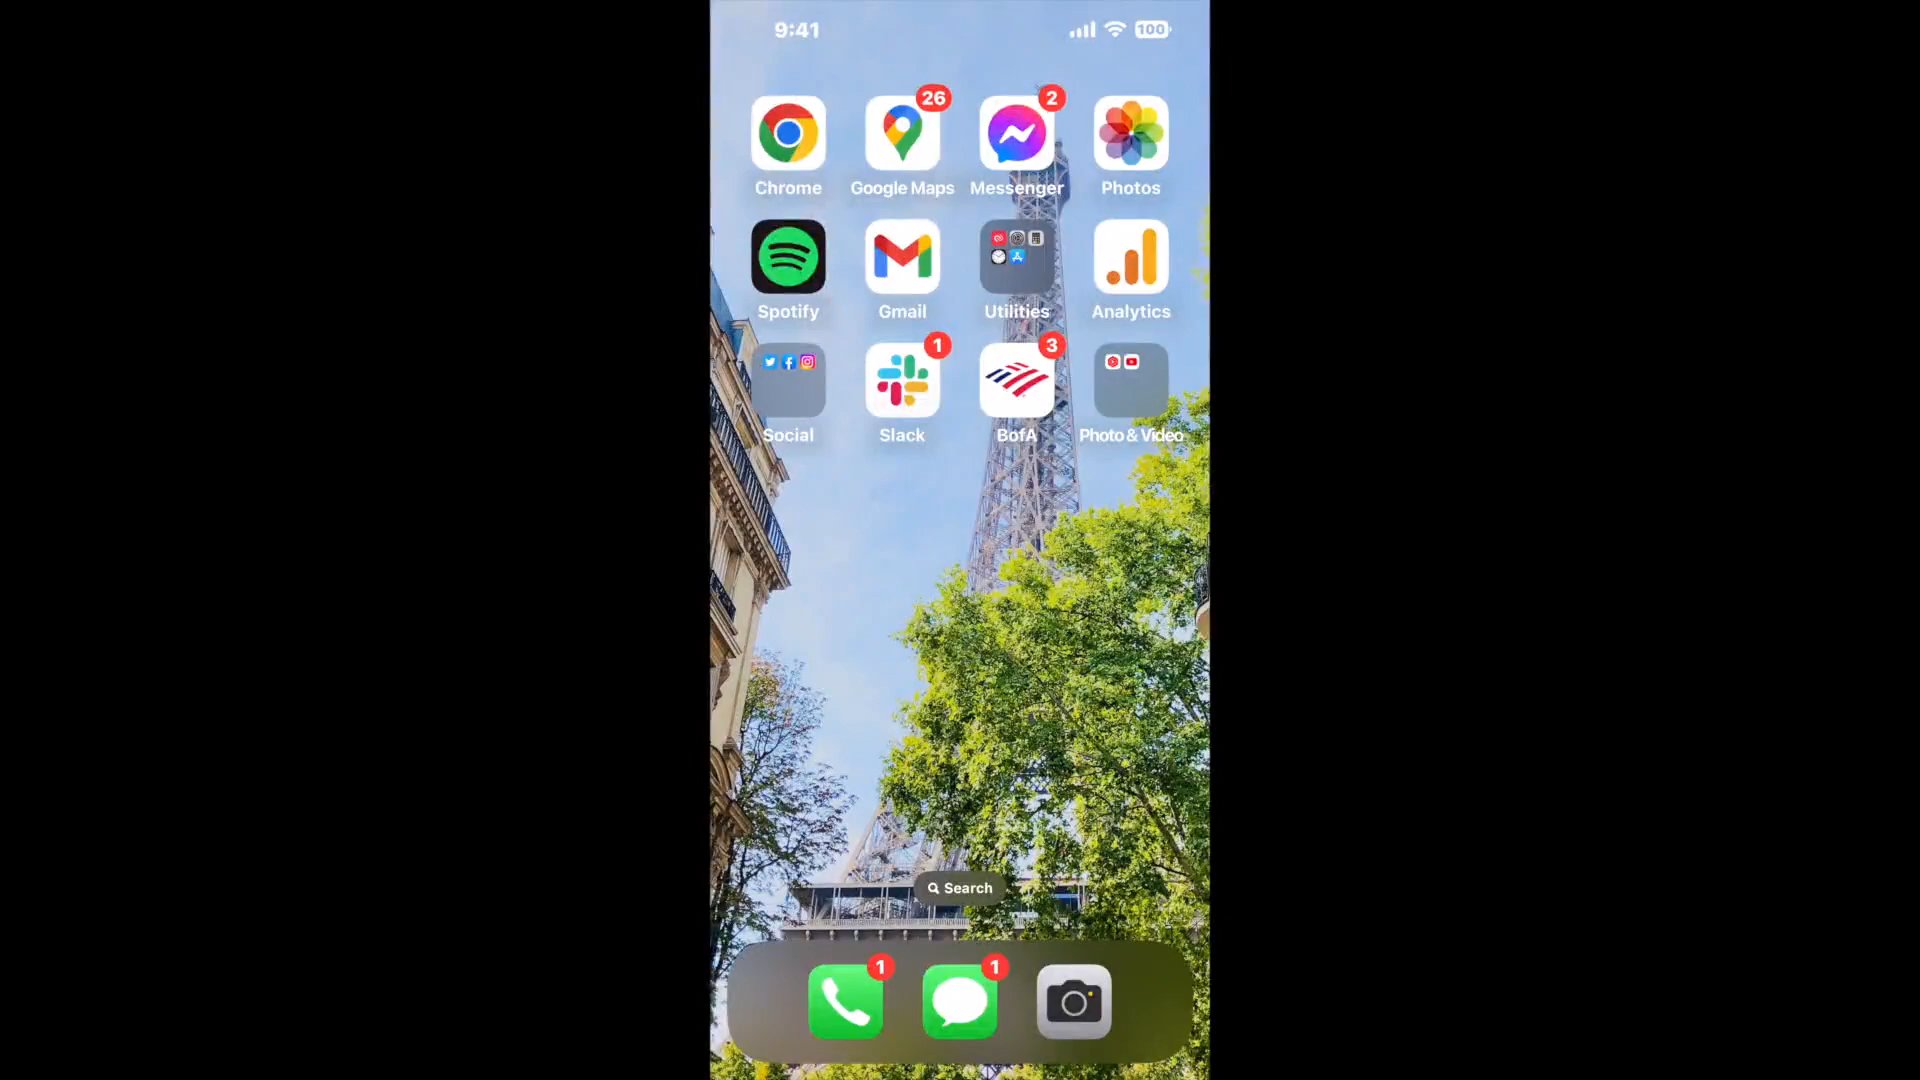 9:41
100
26
2
Chrome
Google Maps
Messenger
Photos
Spotify
Gmail
Utilities
Analytics
1
3
Social
Slack
BofA
Photo & Video
Search
1
1